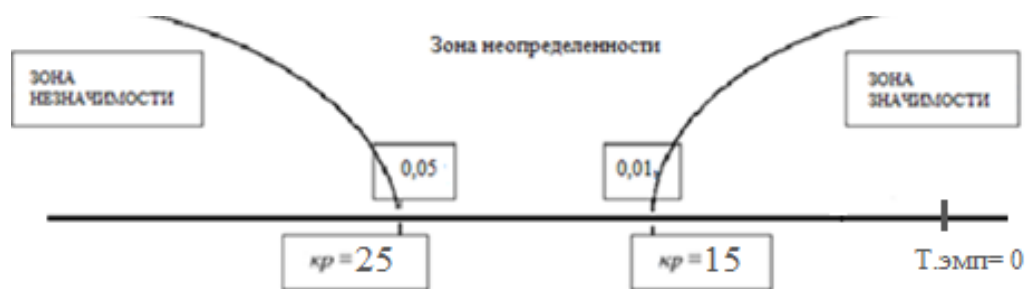 Зона неопределенности
ЗОНА
НЕЗНАЧИМОСТИ
ЗОНА
ЗНАЧИМОСТИ
0,05
0,01,
кр =25
кр =15
Т.эмп= 0